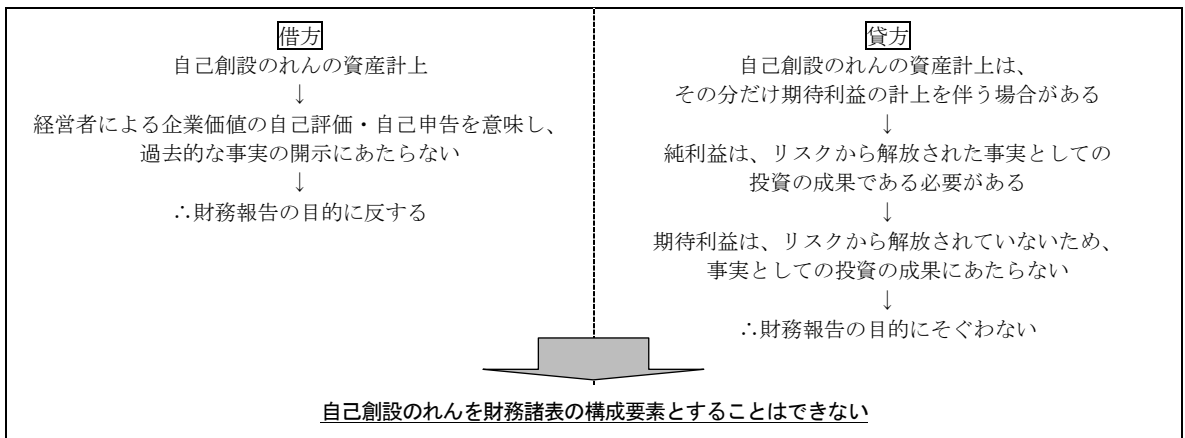 借方
自己創設のれんの資産計上
↓
経営者による企業価値の自己評価・自己申告を意味し、
過去的な事実の開示にあたらない
↓
∴財務報告の目的に反する
貸方
自己創設のれんの資産計上は、
その分だけ期待利益の計上を伴う場合がある
↓
純利益は、リスクから解放された事実としての
投資の成果である必要がある
↓
期待利益は、リスクから解放されていないため、
事実としての投資の成果にあたらない
↓
∴財務報告の目的にそぐわない
自己創設のれんを財務諸表の構成要素とすることはできない